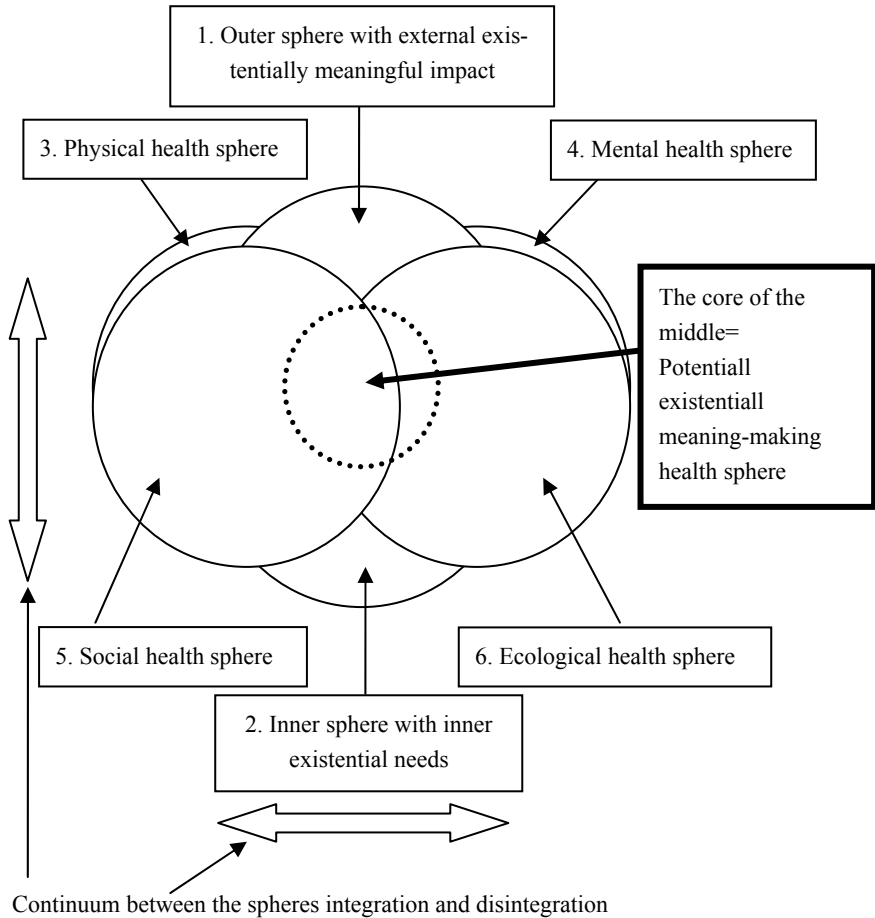 1. Outer sphere with external exis-
tentially meaningful impact
3. Physical health sphere
4. Mental health sphere
The core of the
middle=
Potentiall
existentiall
meaning-making
health sphere
5. Social health sphere
6. Ecological health sphere
2. Inner sphere with inner
existential needs
Continuum between the spheres integration and disintegration